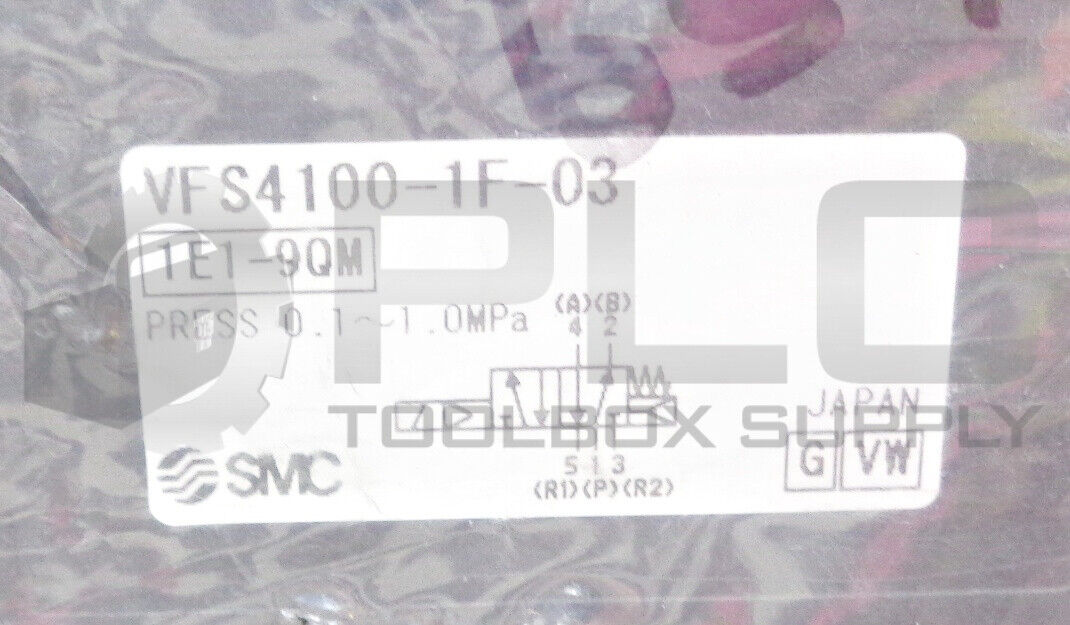 VFS4100-1F-03
1E1-9QM
PRESS 0.1~1.0MPa
(A)(B)
4 2
JAPAN
G VW
SMC
5 1 3
(R1)(P)(R2)
PLC
TOOLBOX SUPPLY